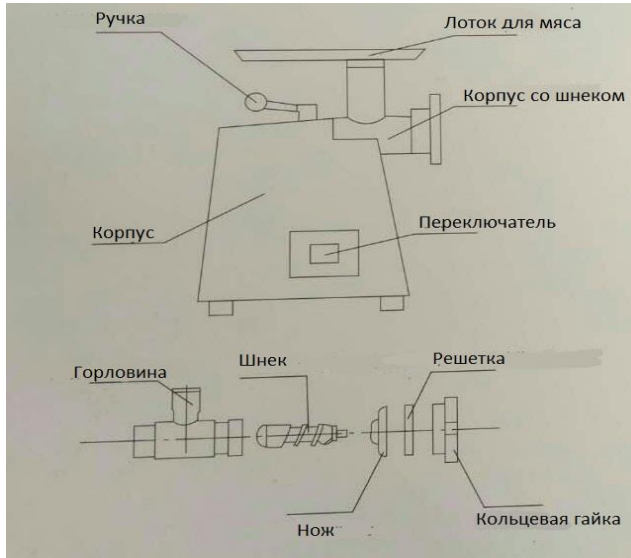 Ручка
Лоток для мяса
Корпус со шнеком
Корпус
Переключатель
Горловина
Шнек
Решетка
Нож
Кольцевая гайка